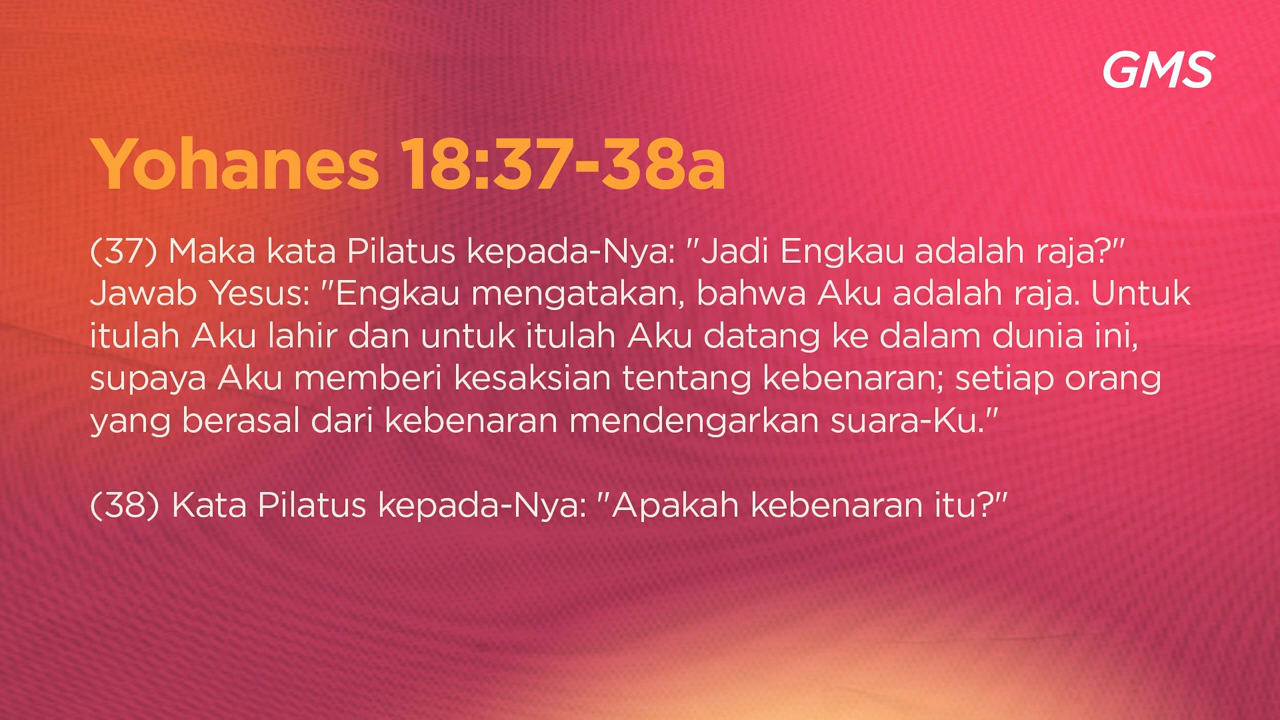 GMS
Yohanes 18:37-38a
(37) Maka kata Pilatus kepada-Nya: "Jadi Engkau adalah raja?"
Jawab Yesus: "Engkau mengatakan, bahwa Aku adalah raja. Untuk
itulah Aku lahir dan untuk itulah Aku datang ke dalam dunia ini,
supaya Aku memberi kesaksian tentang kebenaran; setiap orang
yang berasal dari kebenaran mendengarkan suara-Ku."
(38) Kata Pilatus kepada-Nya: "Apakah kebenaran itu?"